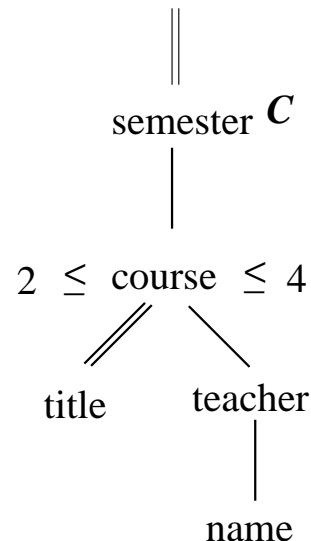 semester C
2 ≤ course ≤ 4
title
teacher
name